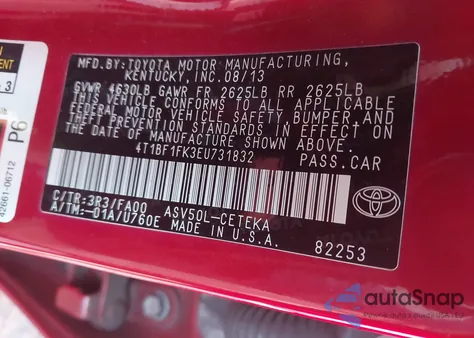 MFD.BY:TOYOTA MOTOR MANUFACTURING,
KENTUCKY, INC. 08/13
GVWR 4630LB GAWR FR 2625LB RR 2625LB
THIS VEHICLE CONFORMS TO ALL APPLICABLE
FEDERAL MOTOR VEHICLE SAFETY, BUMPER, AND
THEFT PREVENTION STANDARDS IN EFFECT ON
THE DATE OF MANUFACTURE SHOWN ABOVE.
4T1BF1FK3EU731832 PASS.CAR
C/TR:3R3/FA00 ASV50L-CETEKA
A/TM:-01A/U760E MADE IN U.S.A.
TOYOTA
82253
3
P6
42661-06712
autoSnap